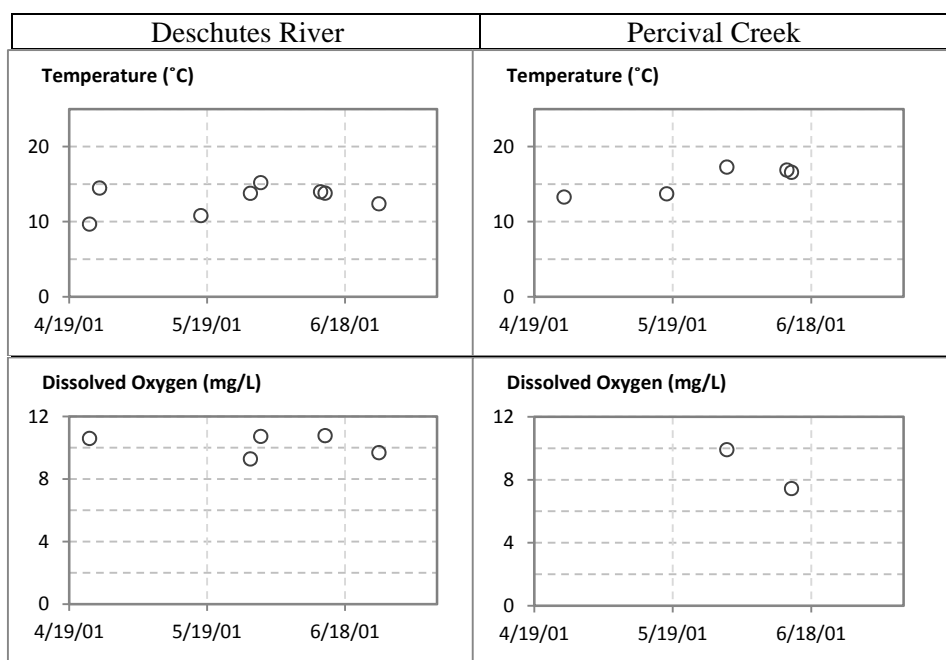 Deschutes River
Percival Creek
Temperature (˚C)
20
10
0
4/19/01 5/19/01 6/18/01
Temperature (˚C)
20
10
0
4/19/01 5/19/01 6/18/01
Dissolved Oxygen (mg/L)
12
8
4
0
4/19/01 5/19/01 6/18/01
Dissolved Oxygen (mg/L)
12
8
4
0
4/19/01 5/19/01 6/18/01